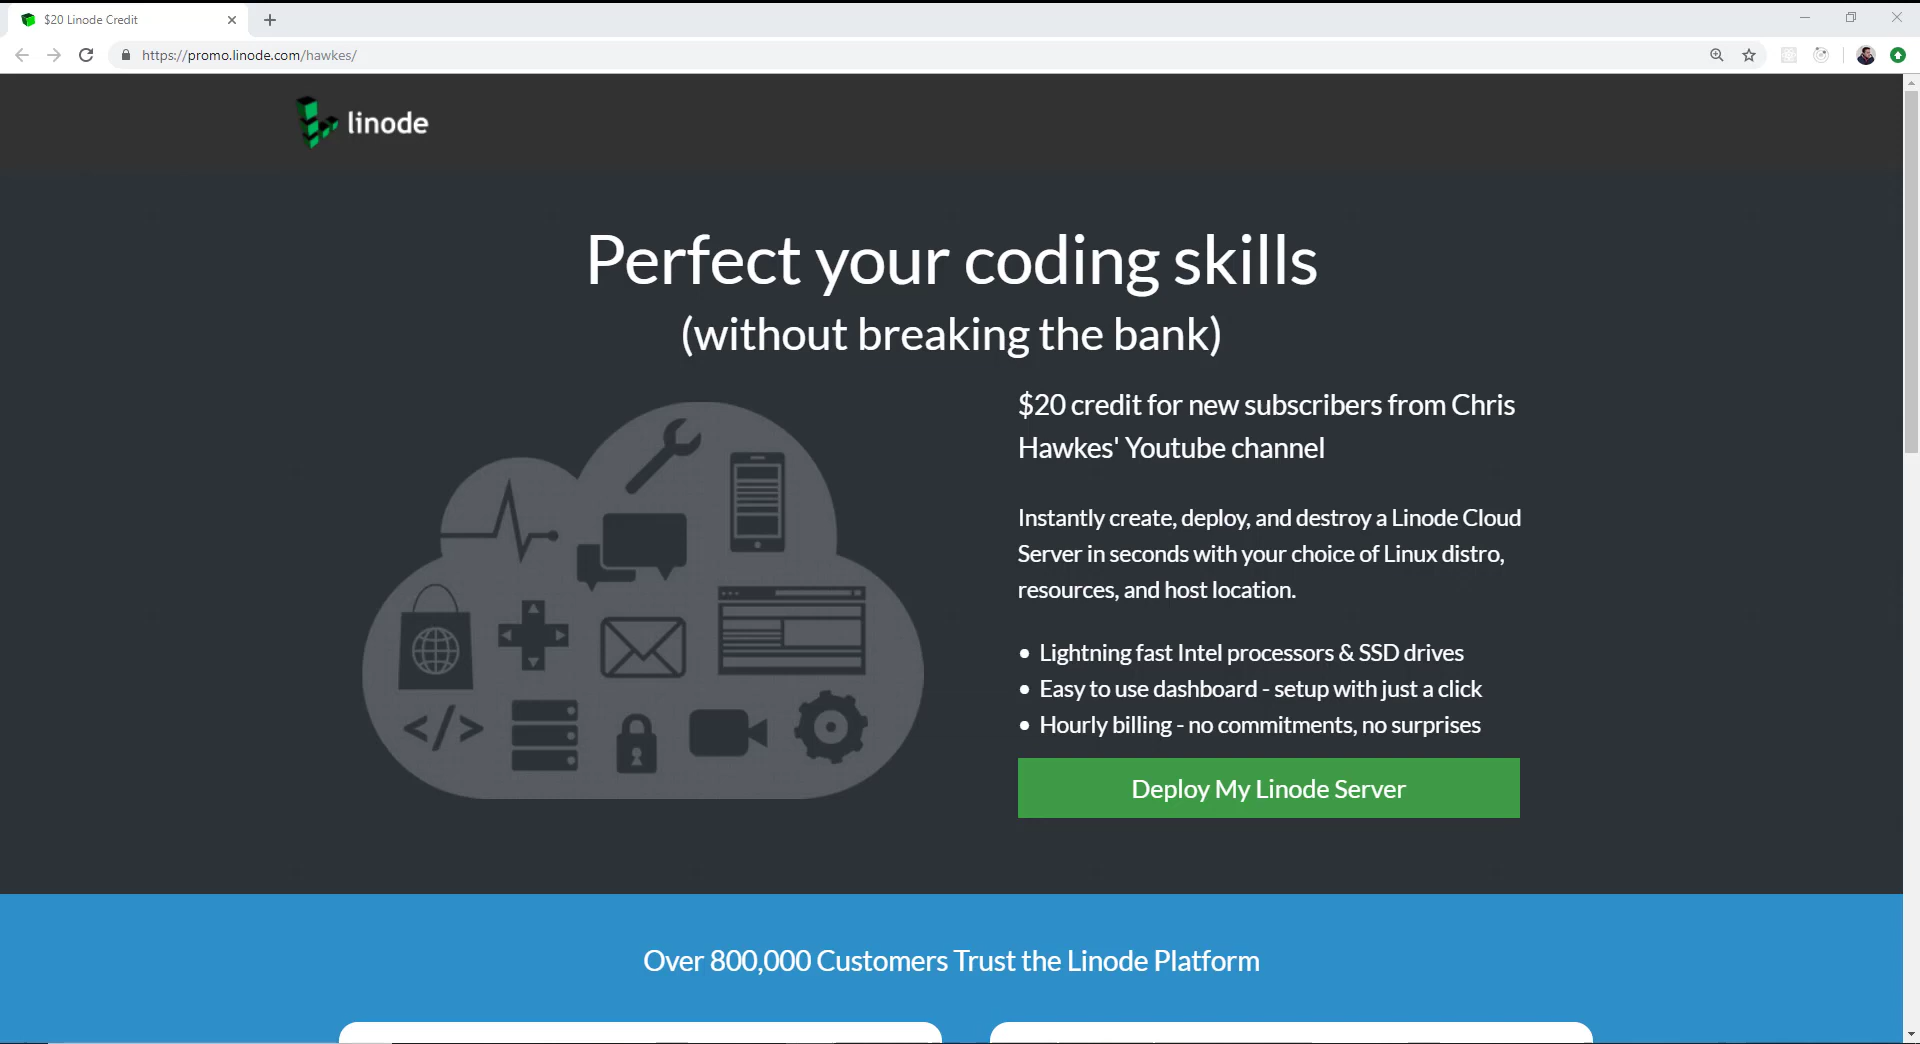 $20 Linode Credit
https://promo.linode.com/hawkes/
linode
Perfect your coding skills
(without breaking the bank)
$20 credit for new subscribers from Chris
Hawkes' Youtube channel
Instantly create, deploy, and destroy a Linode Cloud
Server in seconds with your choice of Linux distro,
resources, and host location.
• Lightning fast Intel processors & SSD drives
• Easy to use dashboard - setup with just a click
• Hourly billing - no commitments, no surprises
Deploy My Linode Server
Over 800,000 Customers Trust the Linode Platform